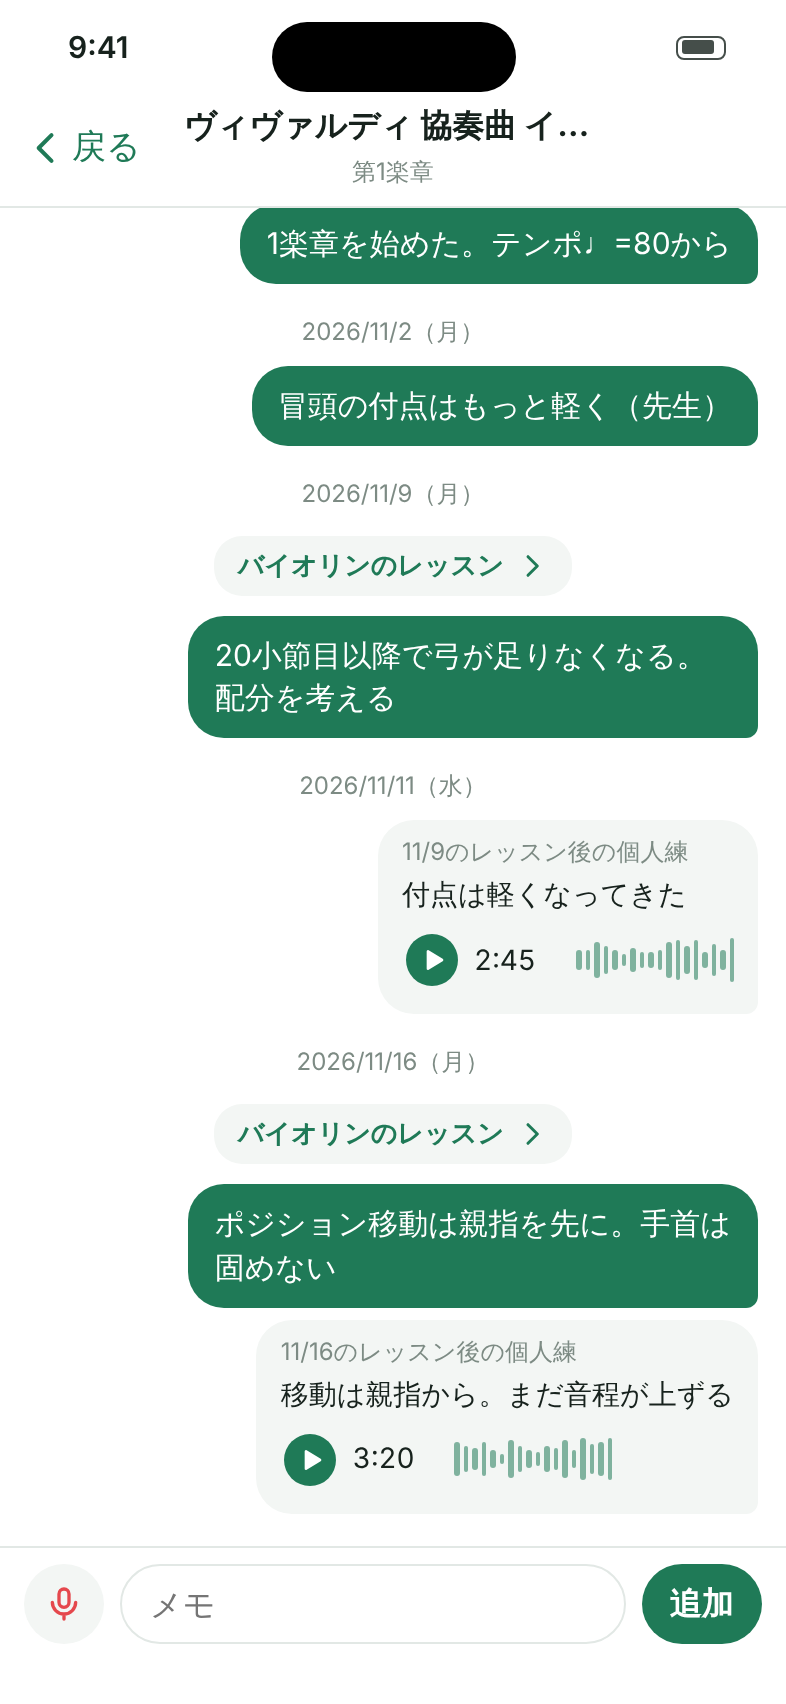 9:41
戻る
ヴィヴァルディ 協奏曲 イ…
第1楽章
1楽章を始めた。テンポ♩=80から
2026/11/2（月）
冒頭の付点はもっと軽く（先生）
2026/11/9（月）
バイオリンのレッスン
20小節目以降で弓が足りなくなる。
配分を考える
2026/11/11（水）
11/9のレッスン後の個人練
付点は軽くなってきた
2:45
2026/11/16（月）
バイオリンのレッスン
ポジション移動は親指を先に。手首は
固めない
11/16のレッスン後の個人練
移動は親指から。まだ音程が上ずる
3:20
メモ
追加